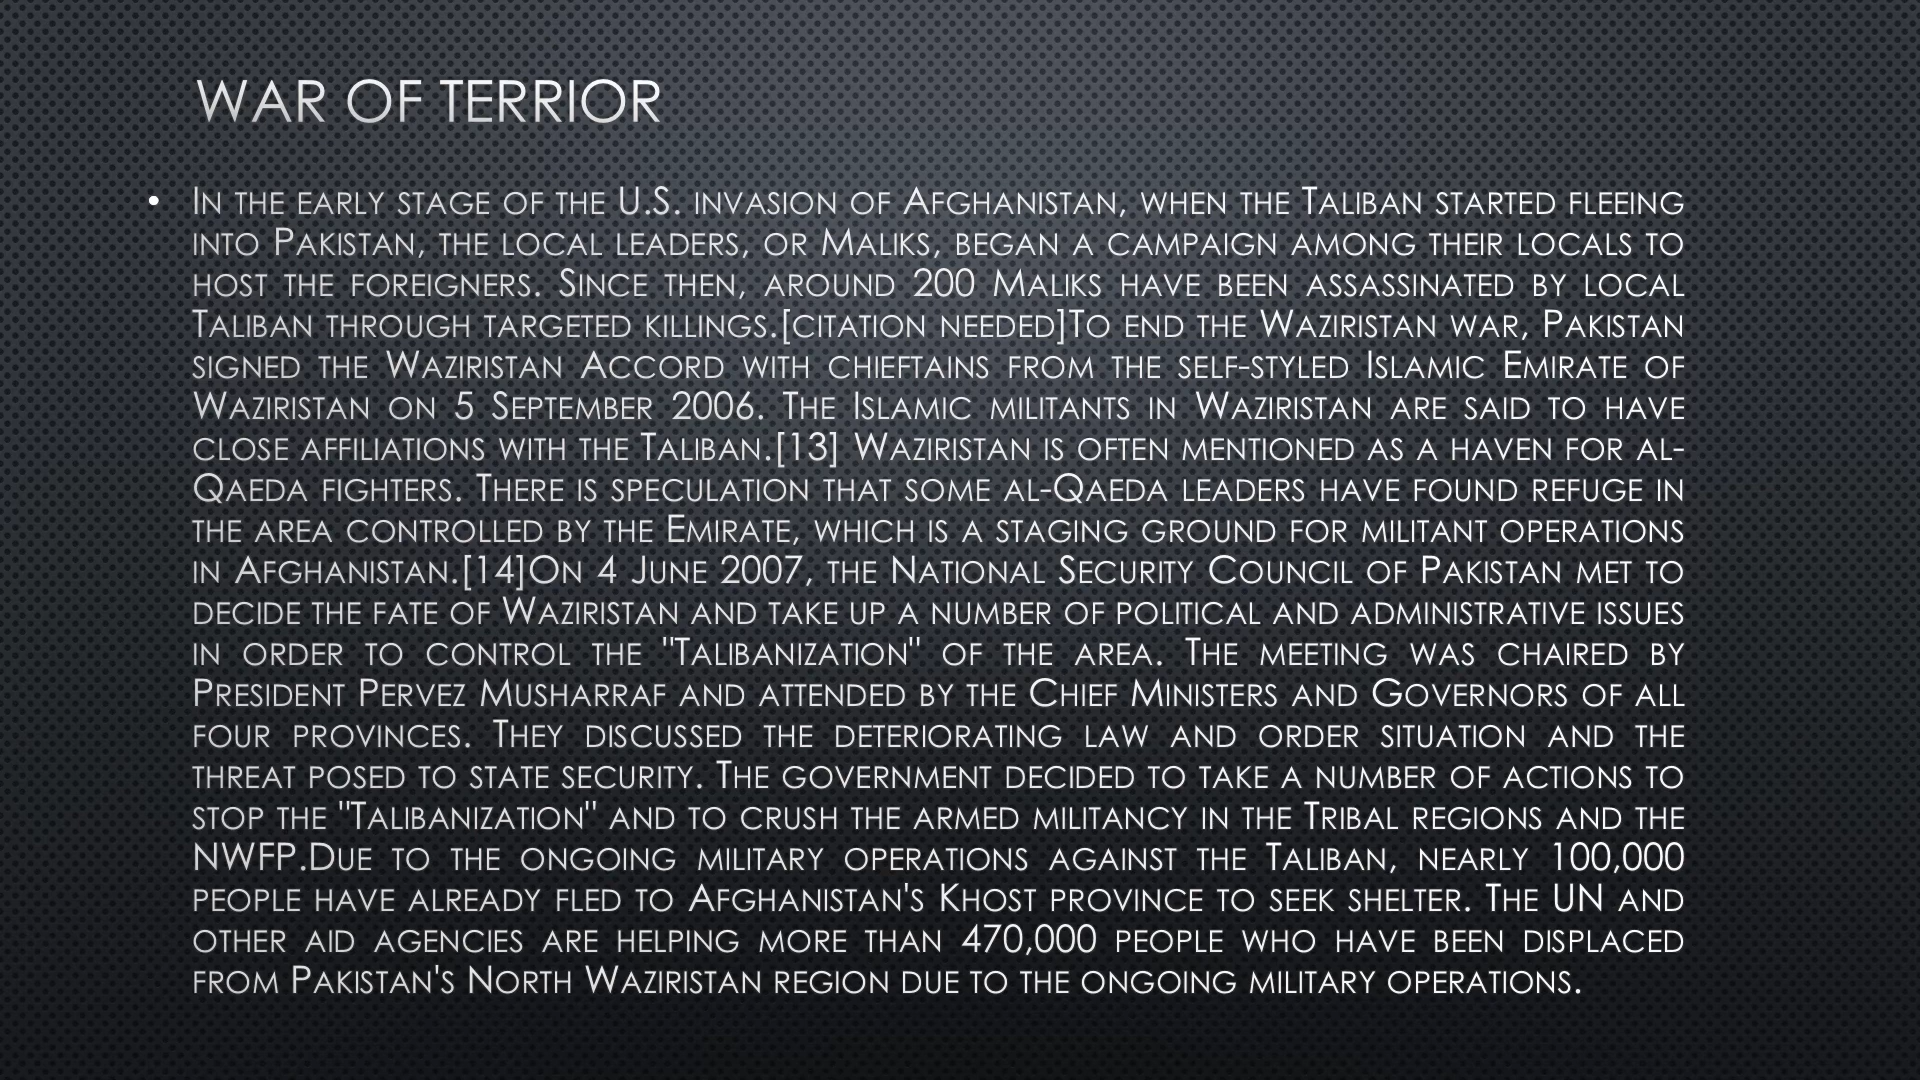 WAR OF TERRIOR
• IN THE EARLY STAGE OF THE U.S. INVASION OF AFGHANISTAN, WHEN THE TALIBAN STARTED FLEEING
INTO PAKISTAN, THE LOCAL LEADERS, OR MALIKS, BEGAN A CAMPAIGN AMONG THEIR LOCALS TO
HOST THE FOREIGNERS. SINCE THEN, AROUND 200 MALIKS HAVE BEEN ASSASSINATED BY LOCAL
TALIBAN THROUGH TARGETED KILLINGS.[CITATION NEEDED]TO END THE WAZIRISTAN WAR, PAKISTAN
SIGNED THE WAZIRISTAN ACCORD WITH CHIEFTAINS FROM THE SELF-STYLED ISLAMIC EMIRATE OF
WAZIRISTAN ON 5 SEPTEMBER 2006. THE ISLAMIC MILITANTS IN WAZIRISTAN ARE SAID TO HAVE
CLOSE AFFILIATIONS WITH THE TALIBAN.[13] WAZIRISTAN IS OFTEN MENTIONED AS A HAVEN FOR AL-
QAEDA FIGHTERS. THERE IS SPECULATION THAT SOME AL-QAEDA LEADERS HAVE FOUND REFUGE IN
THE AREA CONTROLLED BY THE EMIRATE, WHICH IS A STAGING GROUND FOR MILITANT OPERATIONS
IN AFGHANISTAN.[14]ON 4 JUNE 2007, THE NATIONAL SECURITY COUNCIL OF PAKISTAN MET TO
DECIDE THE FATE OF WAZIRISTAN AND TAKE UP A NUMBER OF POLITICAL AND ADMINISTRATIVE ISSUES
IN ORDER TO CONTROL THE "TALIBANIZATION" OF THE AREA. THE MEETING WAS CHAIRED BY
PRESIDENT PERVEZ MUSHARRAF AND ATTENDED BY THE CHIEF MINISTERS AND GOVERNORS OF ALL
FOUR PROVINCES. THEY DISCUSSED THE DETERIORATING LAW AND ORDER SITUATION AND THE
THREAT POSED TO STATE SECURITY. THE GOVERNMENT DECIDED TO TAKE A NUMBER OF ACTIONS TO
STOP THE "TALIBANIZATION" AND TO CRUSH THE ARMED MILITANCY IN THE TRIBAL REGIONS AND THE
NWFP.DUE TO THE ONGOING MILITARY OPERATIONS AGAINST THE TALIBAN, NEARLY 100,000
PEOPLE HAVE ALREADY FLED TO AFGHANISTAN'S KHOST PROVINCE TO SEEK SHELTER. THE UN AND
OTHER AID AGENCIES ARE HELPING MORE THAN 470,000 PEOPLE WHO HAVE BEEN DISPLACED
FROM PAKISTAN'S NORTH WAZIRISTAN REGION DUE TO THE ONGOING MILITARY OPERATIONS.